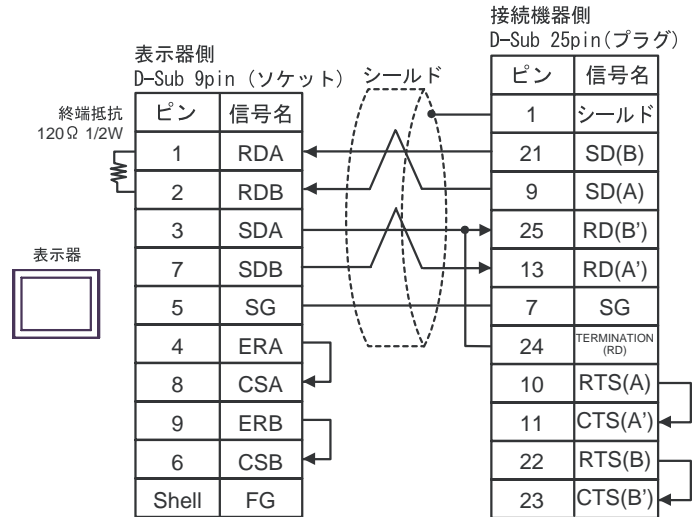 接続機器側
D-Sub 25pin(プラグ)
表示器側
D-Sub 9pin (ソケット)
シールド
終端抵抗
120Ω 1/2W
表示器
ピン 信号名
1 RDA
2 RDB
3 SDA
7 SDB
5 SG
4 ERA
8 CSA
9 ERB
6 CSB
Shell FG
ピン 信号名
1 シールド
21 SD(B)
9 SD(A)
25 RD(B')
13 RD(A')
7 SG
24 TERMINATION
(RD)
10 RTS(A)
11 CTS(A')
22 RTS(B)
23 CTS(B')